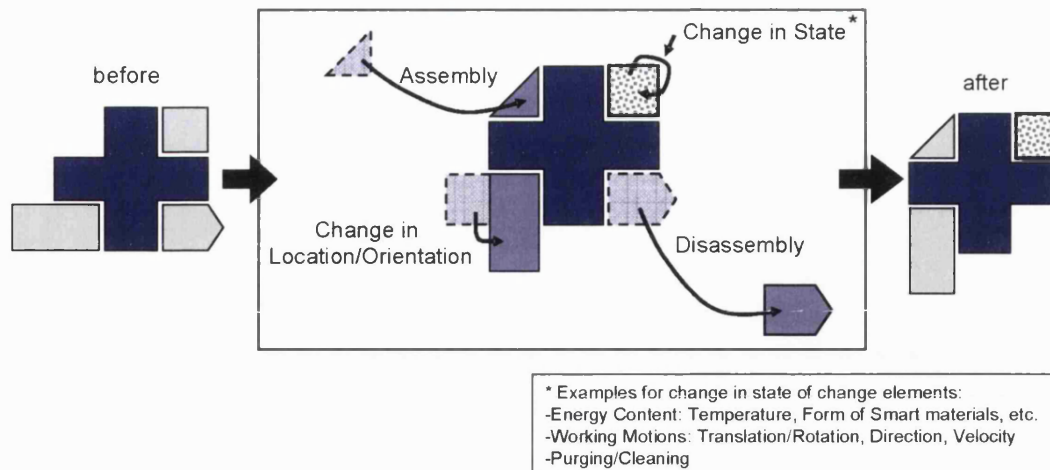 before
Assembly
Change in State*
after
Change in
Location/Orientation
Disassembly
* Examples for change in state of change elements:
-Energy Content: Temperature, Form of Smart materials, etc.
-Working Motions: Translation/Rotation, Direction, Velocity
-Purging/Cleaning